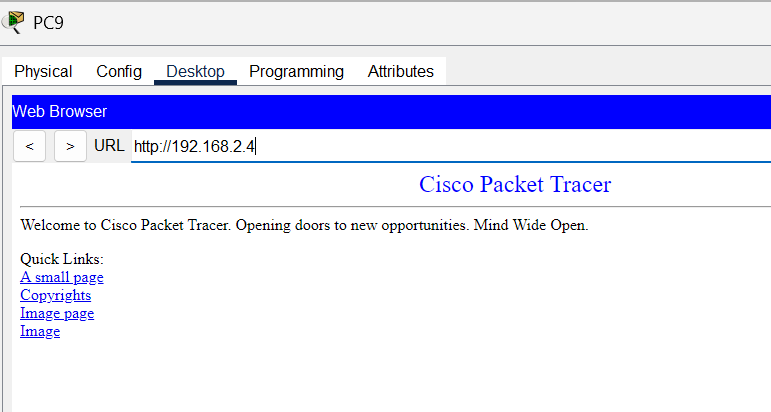 PC9
Physical Config Desktop Programming Attributes
Web Browser
< > URL http://192.168.2.4
Cisco Packet Tracer
Welcome to Cisco Packet Tracer. Opening doors to new opportunities. Mind Wide Open.
Quick Links:
A small page
Copyrights
Image page
Image